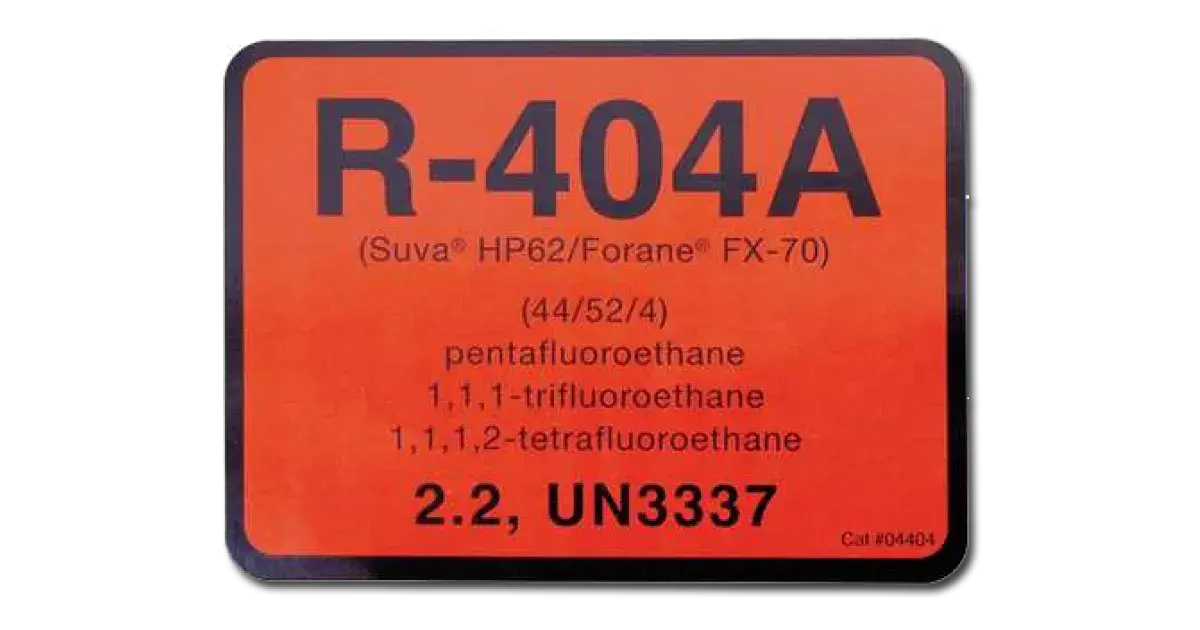 R-404A
(Suva® HP62/Forane® FX-70)
(44/52/4)
pentafluoroethane
1,1,1-trifluoroethane
1,1,1,2-tetrafluoroethane
2.2, UN3337
Cat #04404